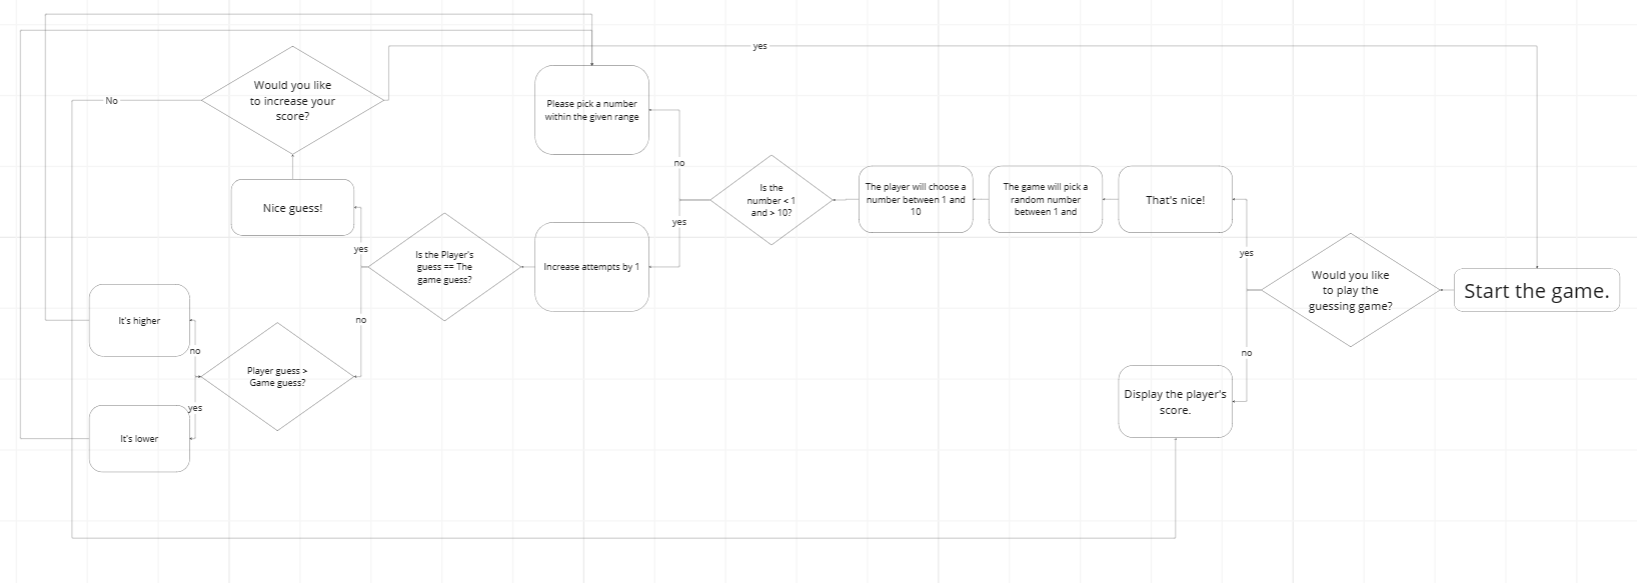 yes
Would you like
to increase your
score?
No
Please pick a number
within the given range
no
Is the
number < 1
and > 10?
The player will choose a
number between 1 and
10
The game will pick a
random number
between 1 and
That's nice!
Nice guess!
yes
yes
yes
Is the Player's
guess == The
game guess?
Increase attempts by 1
Would you like
to play the
guessing game?
Start the game.
It's higher
no
no
no
Player guess >
Game guess?
Display the player's
score.
yes
It's lower